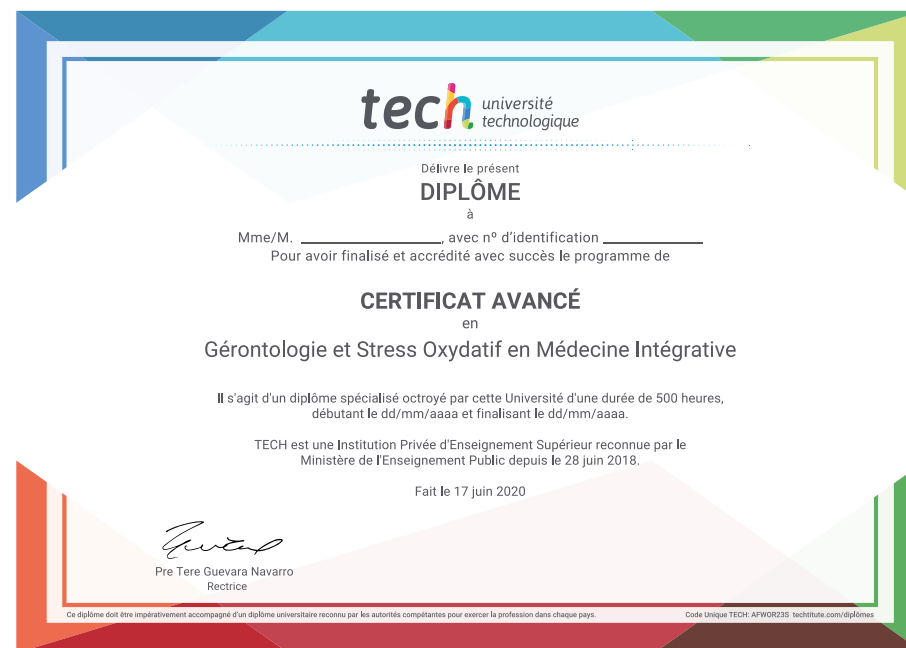 tech université
technologique
Délivre le présent
DIPLÔME
à
Mme/M. ____________________, avec nº d'identification ______________
Pour avoir finalisé et accrédité avec succès le programme de
CERTIFICAT AVANCÉ
en
Gérontologie et Stress Oxydatif en Médecine Intégrative
Il s'agit d'un diplôme spécialisé octroyé par cette Université d'une durée de 500 heures,
débutant le dd/mm/aaaa et finalisant le dd/mm/aaaa.
TECH est une Institution Privée d'Enseignement Supérieur reconnue par le
Ministère de l'Enseignement Public depuis le 28 juin 2018.
Fait le 17 juin 2020
Pre Tere Guevara Navarro
Rectrice
Ce diplôme doit être impérativement accompagné d'un diplôme universitaire reconnu par les autorités compétantes pour exercer la profession dans chaque pays. Code Unique TECH: AFWOR23S techtitute.com/diplômes